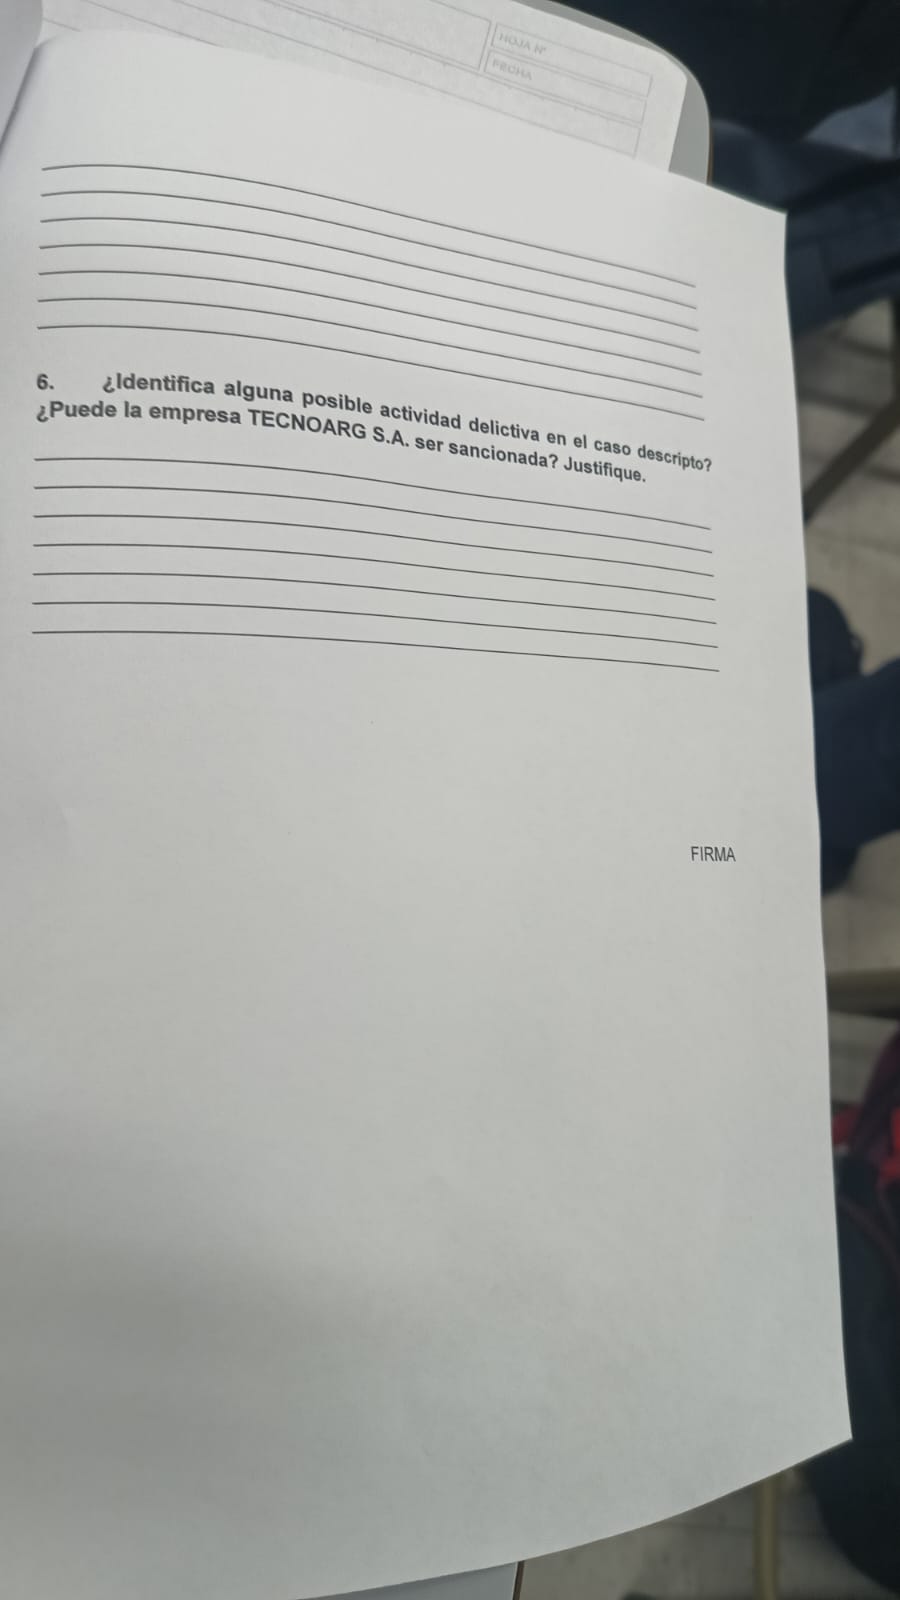 HOJA Nº
FECHA
6. ¿Identifica alguna posible actividad delictiva en el caso descripto?
¿Puede la empresa TECNOARG S.A. ser sancionada? Justifique.
FIRMA